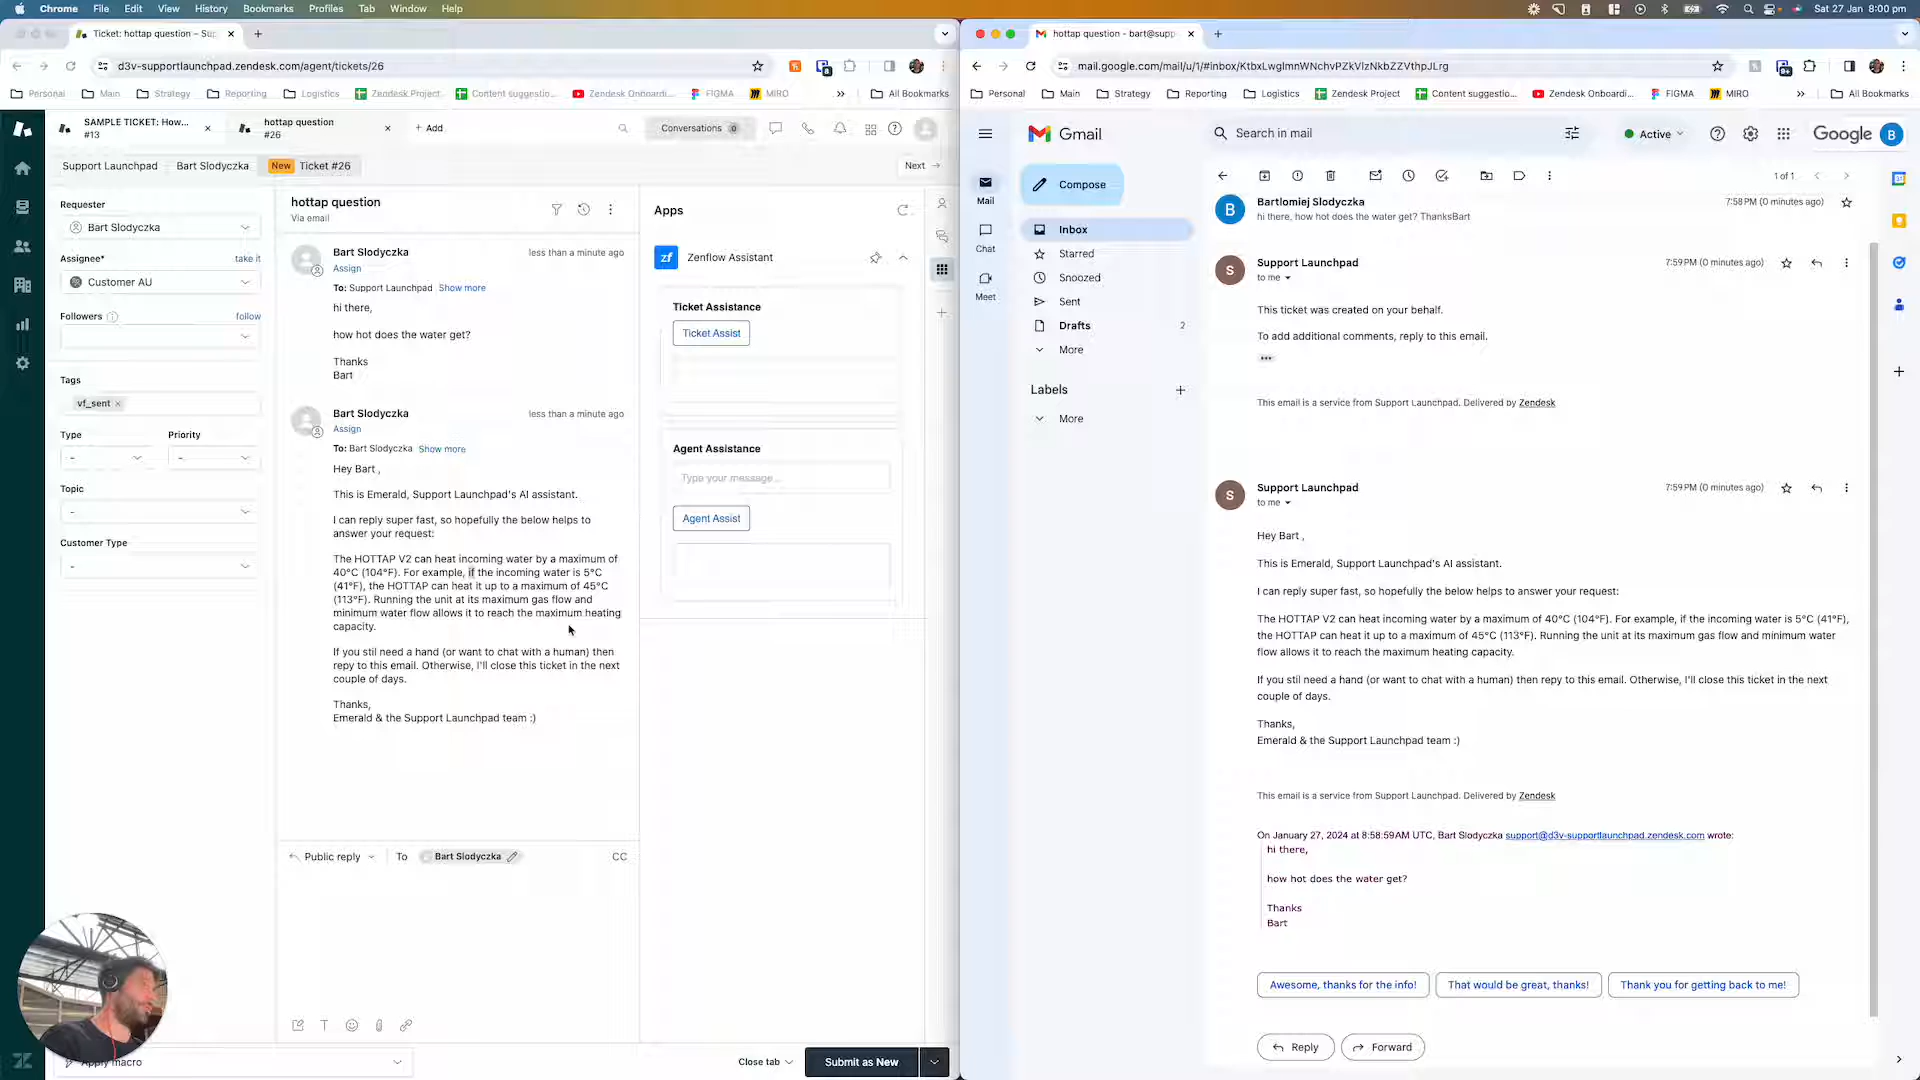 Chrome File Edit View History Bookmarks Profiles Tab Window Help
Sat 27 Jan 8:00 pm
Ticket: hottap question – Sup
d3v-supportlaunchpad.zendesk.com/agent/tickets/26
Personal Main Strategy Reporting Logistics Zendesk Project Content suggestio... Zendesk Onboardi... FIGMA MIRO » All Bookmarks
SAMPLE TICKET: How...
#13
hottap question
#26
+ Add
Conversations 0
Support Launchpad Bart Slodyczka New Ticket #26 Next
Requester
Bart Slodyczka
Assignee* take it
Customer AU
Followers follow
Tags
vf_sent ×
Type Priority
- -
Topic
-
Customer Type
-
hottap question
Via email
Bart Slodyczka less than a minute ago
Assign
To: Support Launchpad Show more
hi there,
how hot does the water get?
Thanks
Bart
Bart Slodyczka less than a minute ago
Assign
To: Bart Slodyczka Show more
Hey Bart ,
This is Emerald, Support Launchpad's AI assistant.
I can reply super fast, so hopefully the below helps to
answer your request:
The HOTTAP V2 can heat incoming water by a maximum of
40°C (104°F). For example, if the incoming water is 5°C
(41°F), the HOTTAP can heat it up to a maximum of 45°C
(113°F). Running the unit at its maximum gas flow and
minimum water flow allows it to reach the maximum heating
capacity.
If you stil need a hand (or want to chat with a human) then
repy to this email. Otherwise, I'll close this ticket in the next
couple of days.
Thanks,
Emerald & the Support Launchpad team :)
Public reply To Bart Slodyczka CC
Apply macro
Close tab Submit as New
Apps
zf Zenflow Assistant
Ticket Assistance
Ticket Assist
Agent Assistance
Type your message...
Agent Assist
hottap question - bart@supp
mail.google.com/mail/u/1/#inbox/KtbxLwglmnWNchvPZkVlzNkbZZVthpJLrg
Personal Main Strategy Reporting Logistics Zendesk Project Content suggestio... Zendesk Onboardi... FIGMA MIRO » All Bookmarks
Gmail
Search in mail
Active
Google B
Mail
Chat
Meet
Compose
Inbox
Starred
Snoozed
Sent
Drafts 2
More
Labels
More
1 of 1
B Bartlomiej Slodyczka 7:58 PM (0 minutes ago)
hi there, how hot does the water get? ThanksBart
S Support Launchpad 7:59 PM (0 minutes ago)
to me
This ticket was created on your behalf.
To add additional comments, reply to this email.
This email is a service from Support Launchpad. Delivered by Zendesk
S Support Launchpad 7:59 PM (0 minutes ago)
to me
Hey Bart ,
This is Emerald, Support Launchpad's AI assistant.
I can reply super fast, so hopefully the below helps to answer your request:
The HOTTAP V2 can heat incoming water by a maximum of 40°C (104°F). For example, if the incoming water is 5°C (41°F),
the HOTTAP can heat it up to a maximum of 45°C (113°F). Running the unit at its maximum gas flow and minimum water
flow allows it to reach the maximum heating capacity.
If you stil need a hand (or want to chat with a human) then repy to this email. Otherwise, I'll close this ticket in the next
couple of days.
Thanks,
Emerald & the Support Launchpad team :)
This email is a service from Support Launchpad. Delivered by Zendesk
On January 27, 2024 at 8:58:59 AM UTC, Bart Slodyczka support@d3v-supportlaunchpad.zendesk.com wrote:
hi there,
how hot does the water get?
Thanks
Bart
Awesome, thanks for the info! That would be great, thanks! Thank you for getting back to me!
Reply Forward